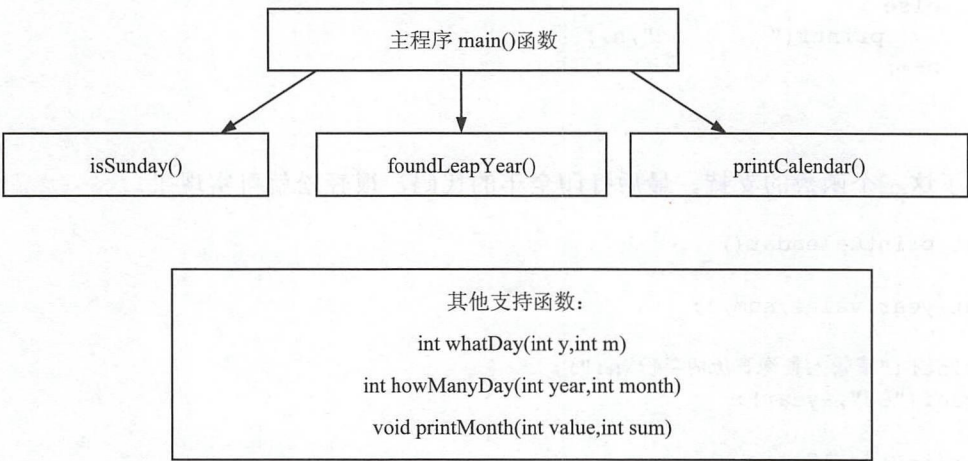 主程序 main()函数
isSunday()
foundLeapYear()
printCalendar()
其他支持函数：
int whatDay(int y,int m)
int howManyDay(int year,int month)
void printMonth(int value,int sum)